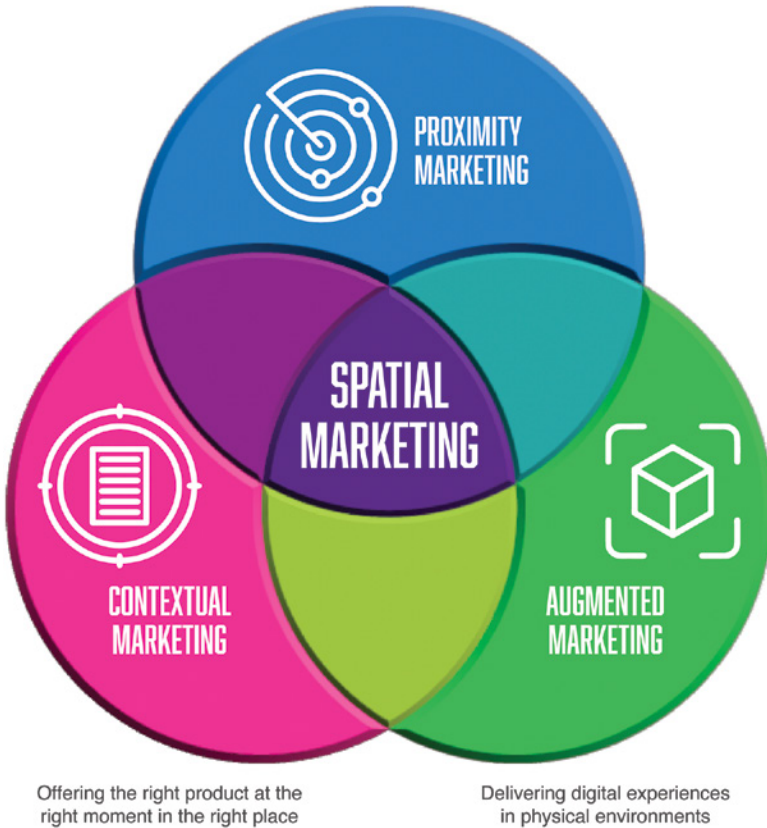 PROXIMITY
MARKETING
SPATIAL
MARKETING
CONTEXTUAL
MARKETING
AUGMENTED
MARKETING
Offering the right product at the
right moment in the right place
Delivering digital experiences
in physical environments